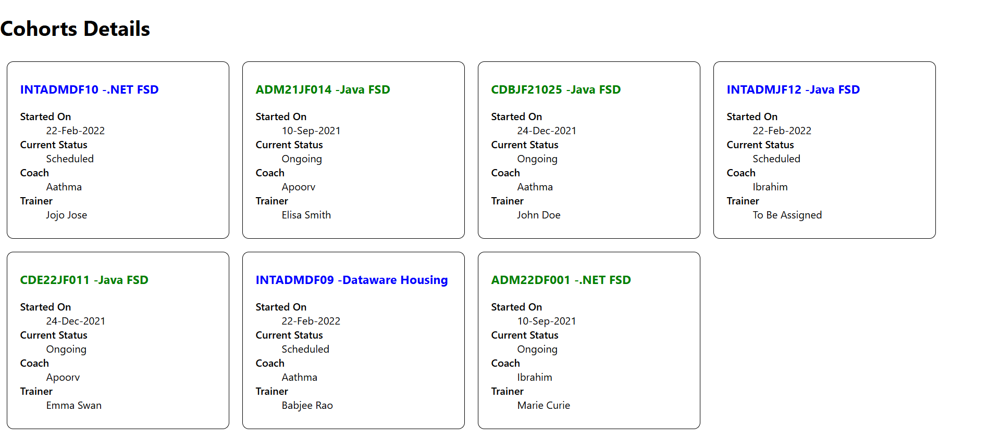 Cohorts Details
INTADMDF10 -.NET FSD
Started On
22-Feb-2022
Current Status
Scheduled
Coach
Aathma
Trainer
Jojo Jose
ADM21JF014 -Java FSD
Started On
10-Sep-2021
Current Status
Ongoing
Coach
Apoorv
Trainer
Elisa Smith
CDBJF21025 -Java FSD
Started On
24-Dec-2021
Current Status
Ongoing
Coach
Aathma
Trainer
John Doe
INTADMJF12 -Java FSD
Started On
22-Feb-2022
Current Status
Scheduled
Coach
Ibrahim
Trainer
To Be Assigned
CDE22JF011 -Java FSD
Started On
24-Dec-2021
Current Status
Ongoing
Coach
Apoorv
Trainer
Emma Swan
INTADMDF09 -Dataware Housing
Started On
22-Feb-2022
Current Status
Scheduled
Coach
Aathma
Trainer
Babjee Rao
ADM22DF001 -.NET FSD
Started On
10-Sep-2021
Current Status
Ongoing
Coach
Ibrahim
Trainer
Marie Curie